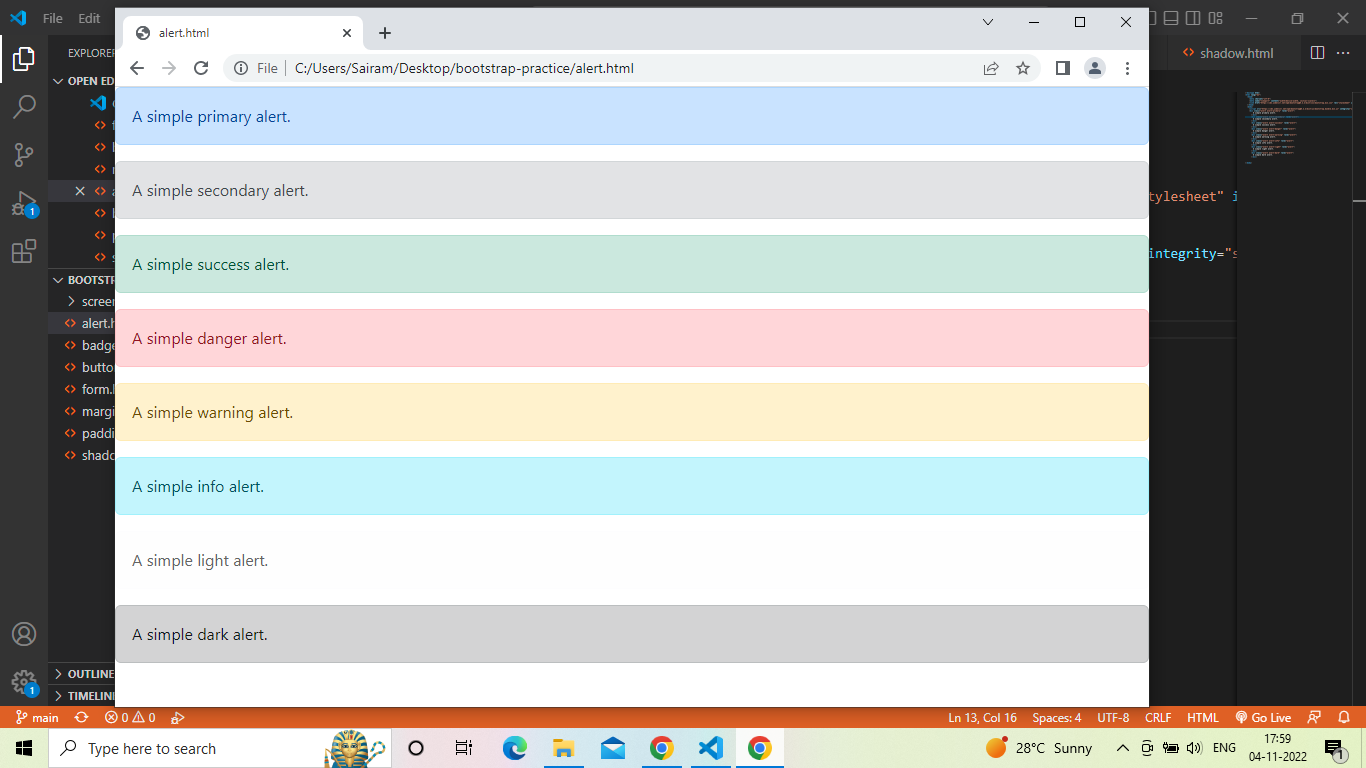 File Edit
alert.html
shadow.html
EXPLORER
File C:/Users/Sairam/Desktop/bootstrap-practice/alert.html
OPEN ED
A simple primary alert.
A simple secondary alert.
tylesheet" i
A simple success alert.
integrity="s
BOOTSTR
screen
A simple danger alert.
alert.h
badge
butto
form.l
A simple warning alert.
margi
paddi
shado
A simple info alert.
A simple light alert.
A simple dark alert.
OUTLINE
TIMELINE
main 0 0 Ln 13, Col 16 Spaces: 4 UTF-8 CRLF HTML Go Live
Type here to search 28°C Sunny ENG 17:59
04-11-2022